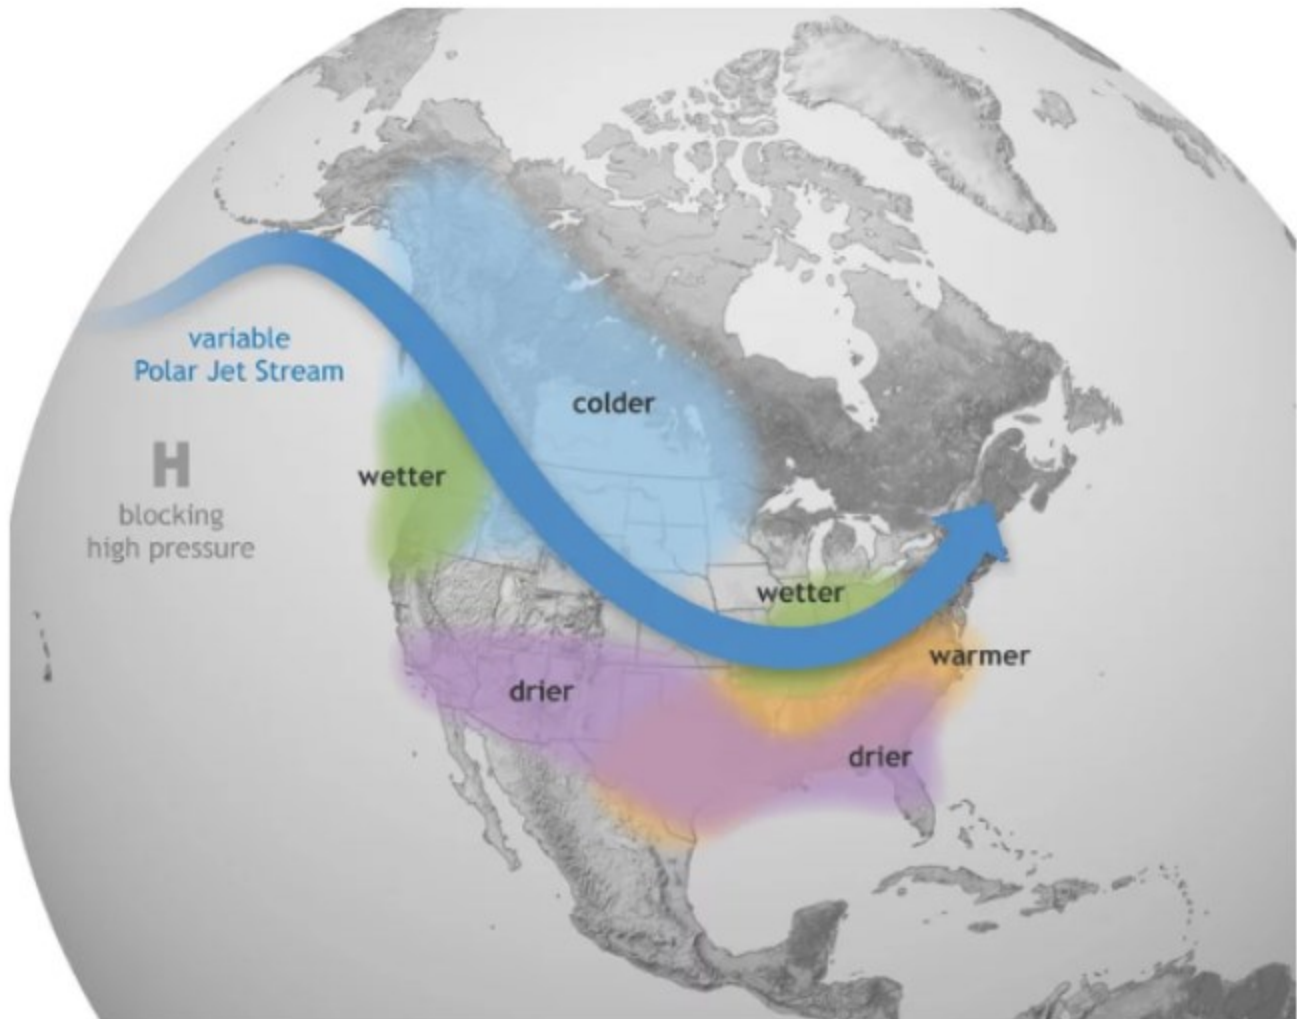 variable
Polar Jet Stream
colder
H
wetter
blocking
high pressure
wetter
warmer
drier
drier